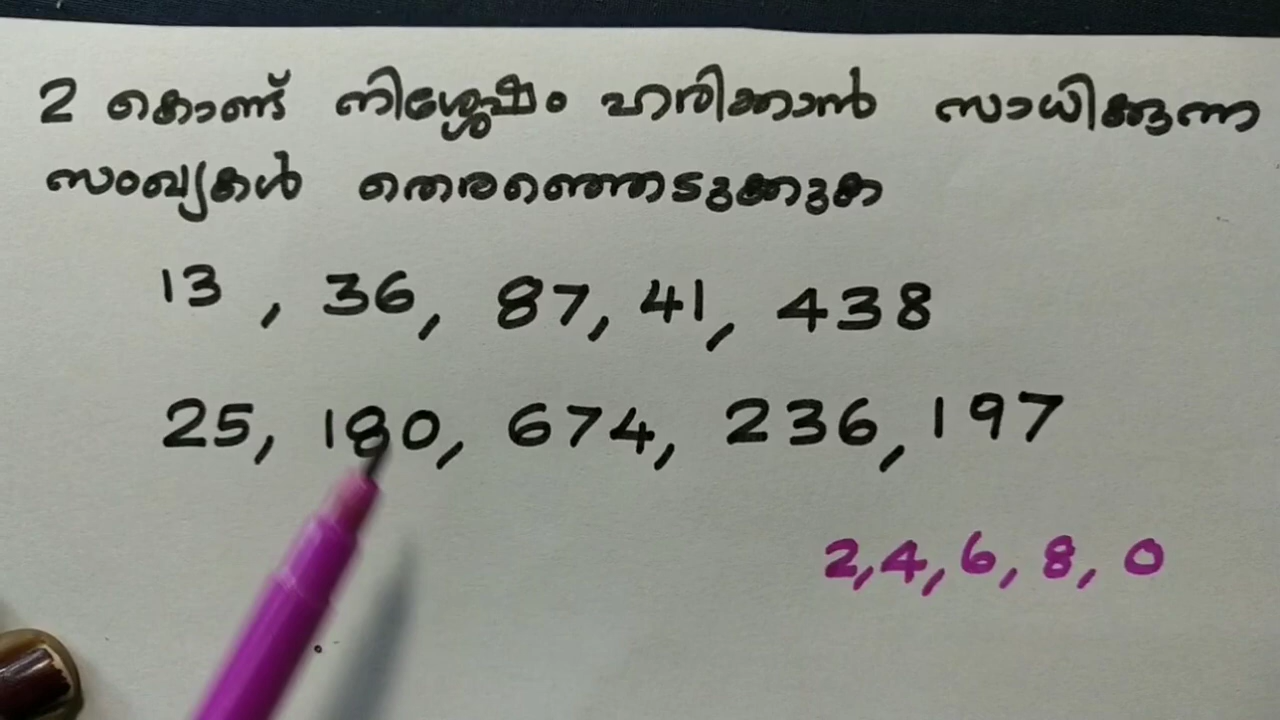 2 കൊണ്ട് നിശ്ശേഷം ഹരിക്കാൻ സാധിക്കുന്ന
സംഖ്യകൾ തെരഞ്ഞെടുക്കുക
13 , 36, 87, 41, 438
25, 180, 674, 236, 197
2, 4, 6, 8, 0